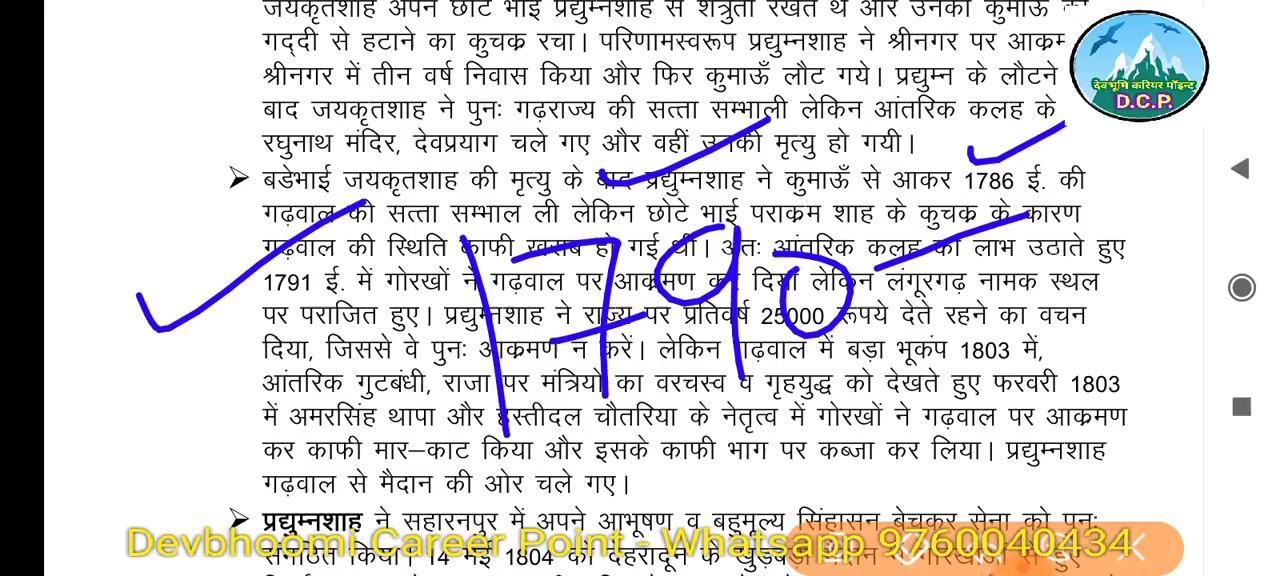 जयकृतशाह अपने छोटे भाई प्रद्युम्नशाह से शत्रुता रखते थे और उनको कुमाऊँ की
गद्दी से हटाने का कुचक्र रचा। परिणामस्वरूप प्रद्युम्नशाह ने श्रीनगर पर आक्रम
श्रीनगर में तीन वर्ष निवास किया और फिर कुमाऊँ लौट गये। प्रद्युम्न के लौटने
बाद जयकृतशाह ने पुनः गढ़राज्य की सत्ता सम्भाली लेकिन आंतरिक कलह के
रघुनाथ मंदिर, देवप्रयाग चले गए और वहीं उनकी मृत्यु हो गयी।
देवभूमि करियर पॉइन्ट
D.C.P.
➢ बडेभाई जयकृतशाह की मृत्यु के बाद प्रद्युम्नशाह ने कुमाऊँ से आकर 1786 ई. की
गढ़वाल की सत्ता सम्भाल ली लेकिन छोटे भाई पराक्रम शाह के कुचक्र के कारण
गढ़वाल की स्थिति काफी खराब हो गई थी। अतः आंतरिक कलह का लाभ उठाते हुए
1791 ई. में गोरखों ने गढ़वाल पर आक्रमण कर दिया लेकिन लंगूरगढ़ नामक स्थल
पर पराजित हुए। प्रद्युम्नशाह ने राज्य पर प्रतिवर्ष 25000 रूपये देते रहने का वचन
दिया, जिससे वे पुनः आक्रमण न करें। लेकिन गढ़वाल में बड़ा भूकंप 1803 में,
आंतरिक गुटबंधी, राजा पर मंत्रियो का वरचस्व व गृहयुद्ध को देखते हुए फरवरी 1803
में अमरसिंह थापा और हस्तीदल चौतरिया के नेतृत्व में गोरखों ने गढ़वाल पर आक्रमण
कर काफी मार–काट किया और इसके काफी भाग पर कब्जा कर लिया। प्रद्युम्नशाह
गढ़वाल से मैदान की ओर चले गए।
1790
➢ प्रद्युम्नशाह ने सहारनपुर में अपने आभूषण व बहुमूल्य सिंहासन बेचकर सेना को पुनः
संगठित किया। 14 मई 1804 को देहरादून के खुड़बुड़ा मैदान में गोरखाओं से हुए
Devbhoomi Career Point - Whatsapp 9760040434